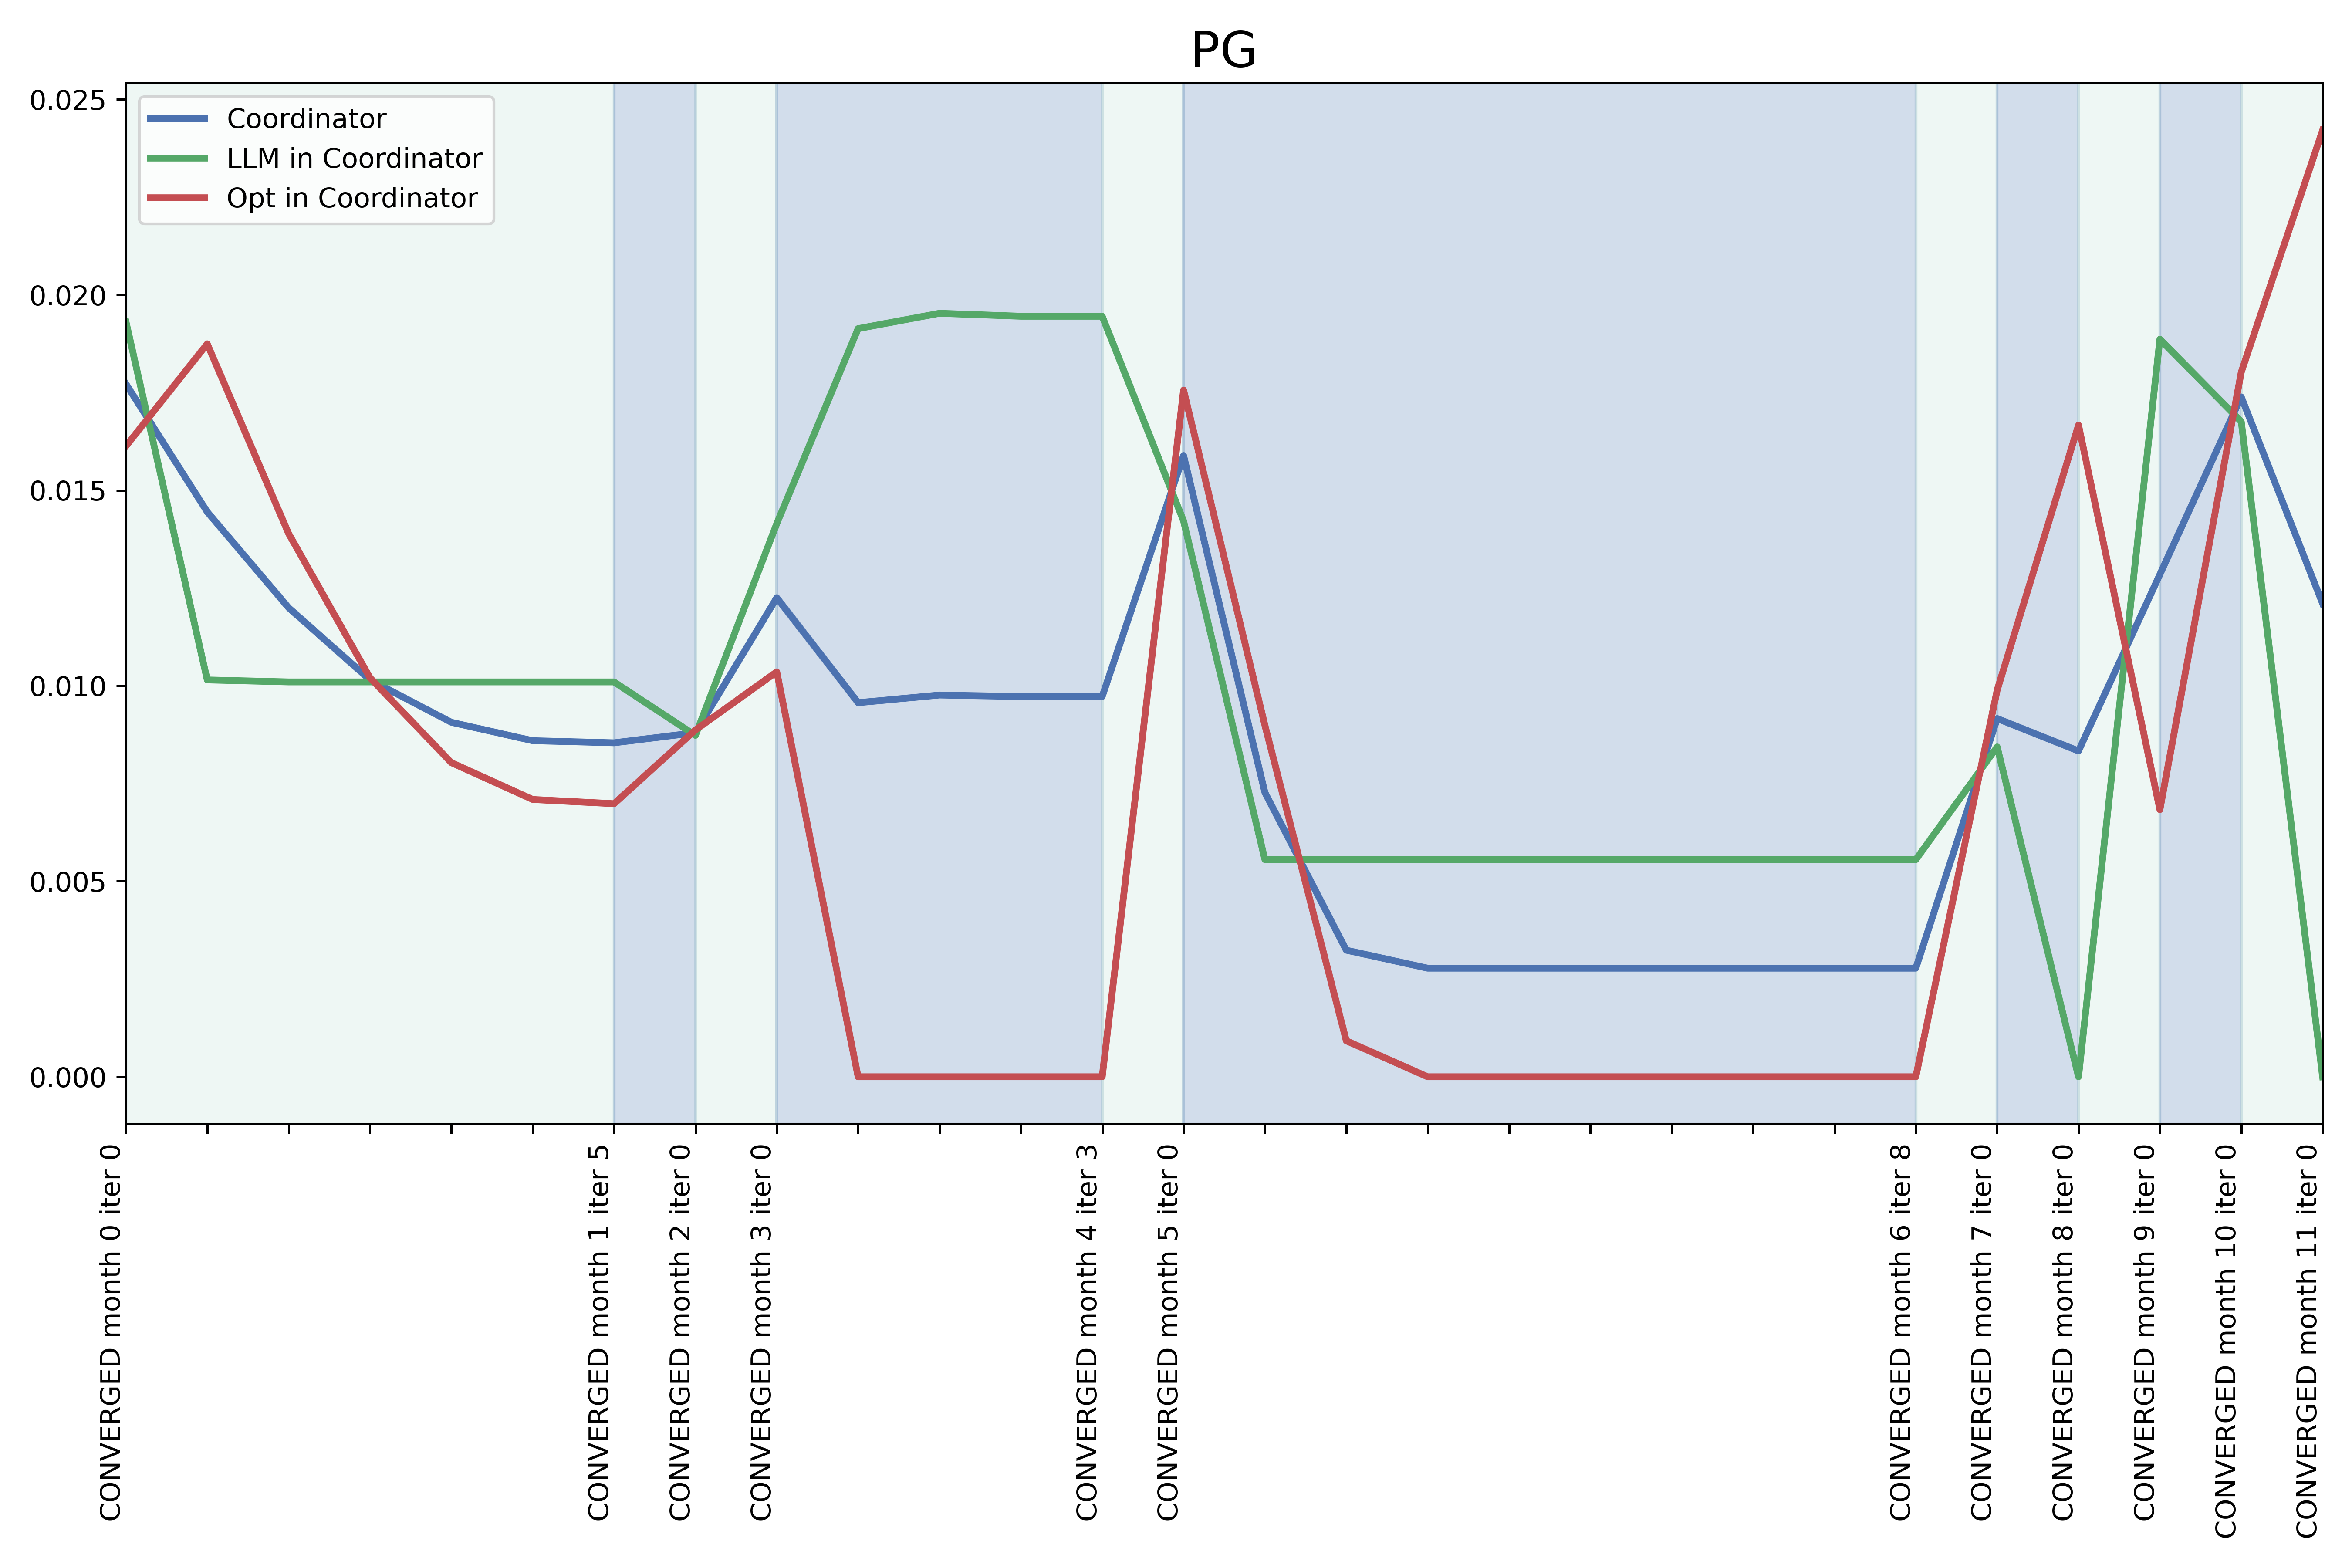 PG
0.025
0.020
0.015
0.010
0.005
0.000
Coordinator
LLM in Coordinator
Opt in Coordinator
CONVERGED month 0 iter 0
CONVERGED month 1 iter 5
CONVERGED month 2 iter 0
CONVERGED month 3 iter 0
CONVERGED month 4 iter 3
CONVERGED month 5 iter 0
CONVERGED month 6 iter 8
CONVERGED month 7 iter 0
CONVERGED month 8 iter 0
CONVERGED month 9 iter 0
CONVERGED month 10 iter 0
CONVERGED month 11 iter 0